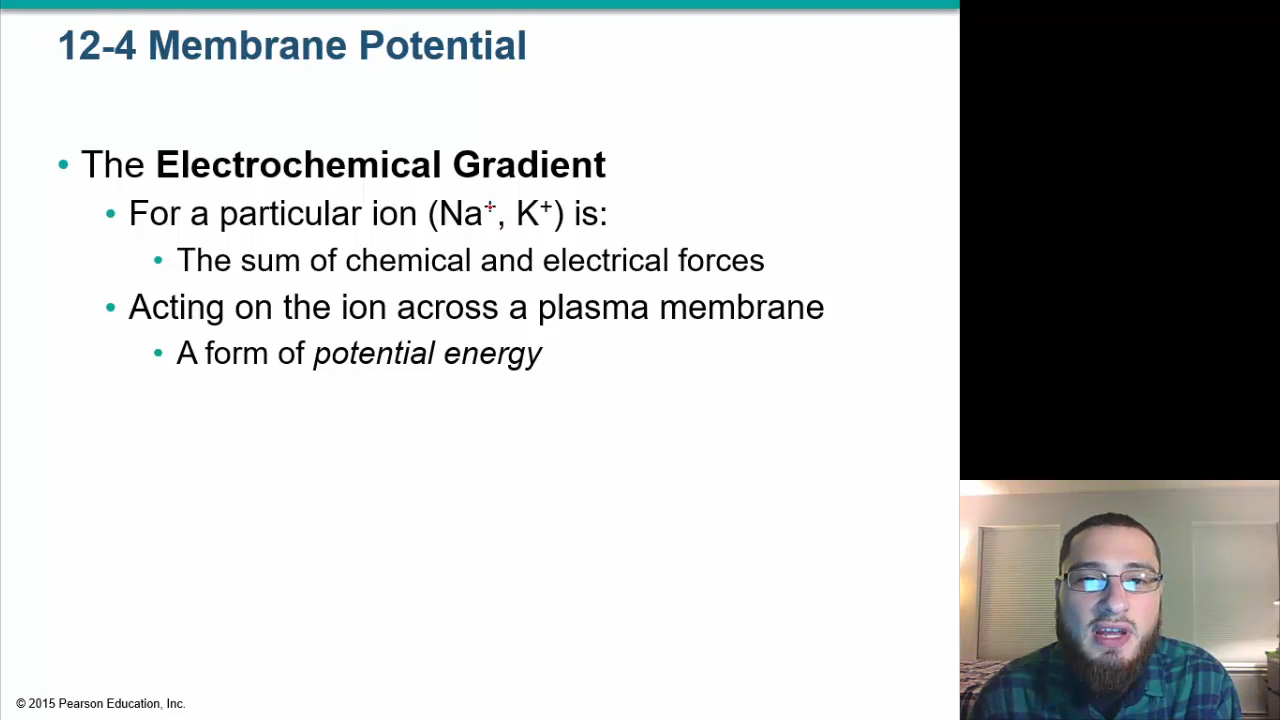 12-4 Membrane Potential
• The Electrochemical Gradient
• For a particular ion (Na⁺, K⁺) is:
• The sum of chemical and electrical forces
• Acting on the ion across a plasma membrane
• A form of potential energy
© 2015 Pearson Education, Inc.